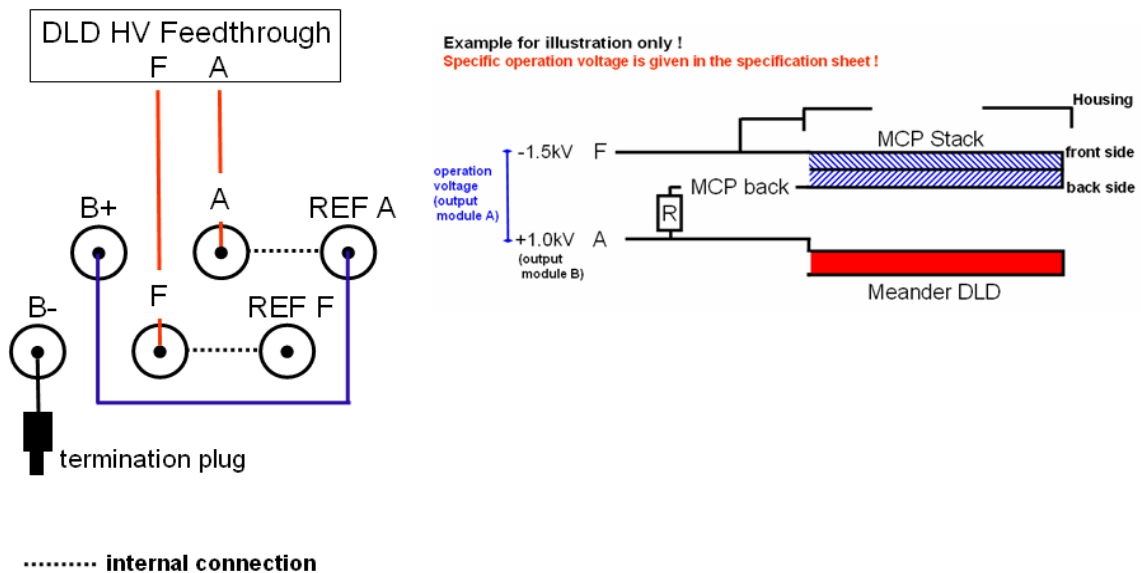 DLD HV Feedthrough
F A
A
B+
REF A
F
REF F
B-
termination plug
internal connection
Example for illustration only !
Specific operation voltage is given in the specification sheet !
Housing
MCP Stack
-1.5kV F
front side
operation
voltage
(output
module A)
MCP back
back side
R
+1.0kV A
(output
module B)
Meander DLD